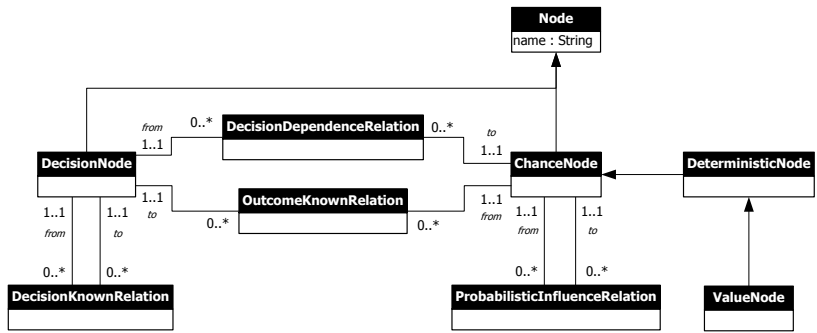 Node
name : String
from
0..*
DecisionDependenceRelation
0..*
to
1..1
1..1
DecisionNode
ChanceNode
DeterministicNode
1..1
to
OutcomeKnownRelation
1..1
from
0..*
0..*
1..1
1..1
from
to
1..1
1..1
from
to
0..*
0..*
0..*
0..*
DecisionKnownRelation
ProbabilisticInfluenceRelation
ValueNode